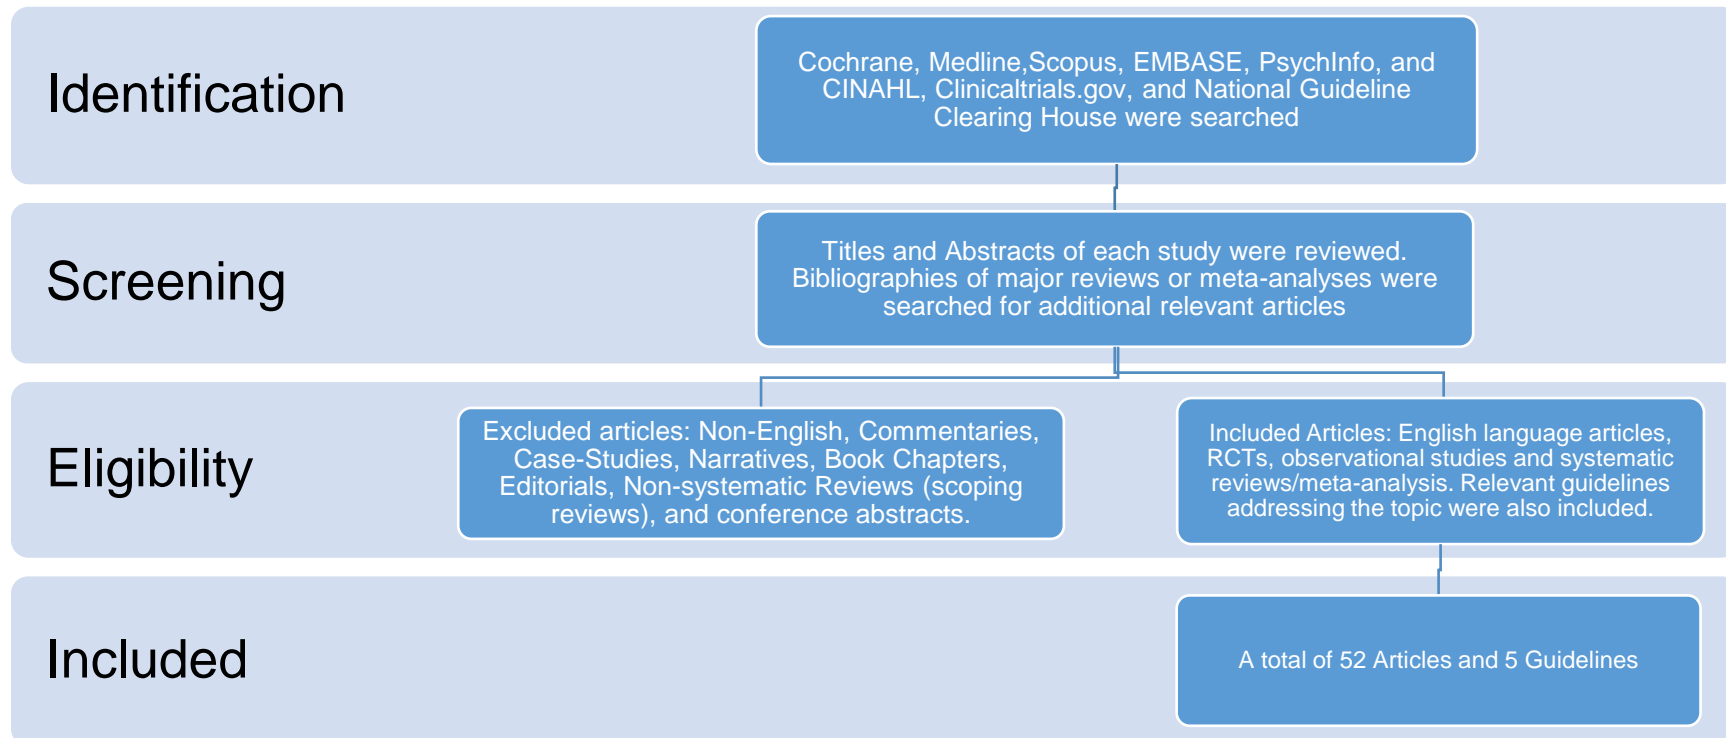 Identification
Cochrane, Medline,Scopus, EMBASE, PsychInfo, and
CINAHL, Clinicaltrials.gov, and National Guideline
Clearing House were searched
Screening
Titles and Abstracts of each study were reviewed.
Bibliographies of major reviews or meta-analyses were
searched for additional relevant articles
Eligibility
Excluded articles: Non-English, Commentaries,
Case-Studies, Narratives, Book Chapters,
Editorials, Non-systematic Reviews (scoping
reviews), and conference abstracts.
Included Articles: English language articles,
RCTs, observational studies and systematic
reviews/meta-analysis. Relevant guidelines
addressing the topic were also included.
Included
A total of 52 Articles and 5 Guidelines